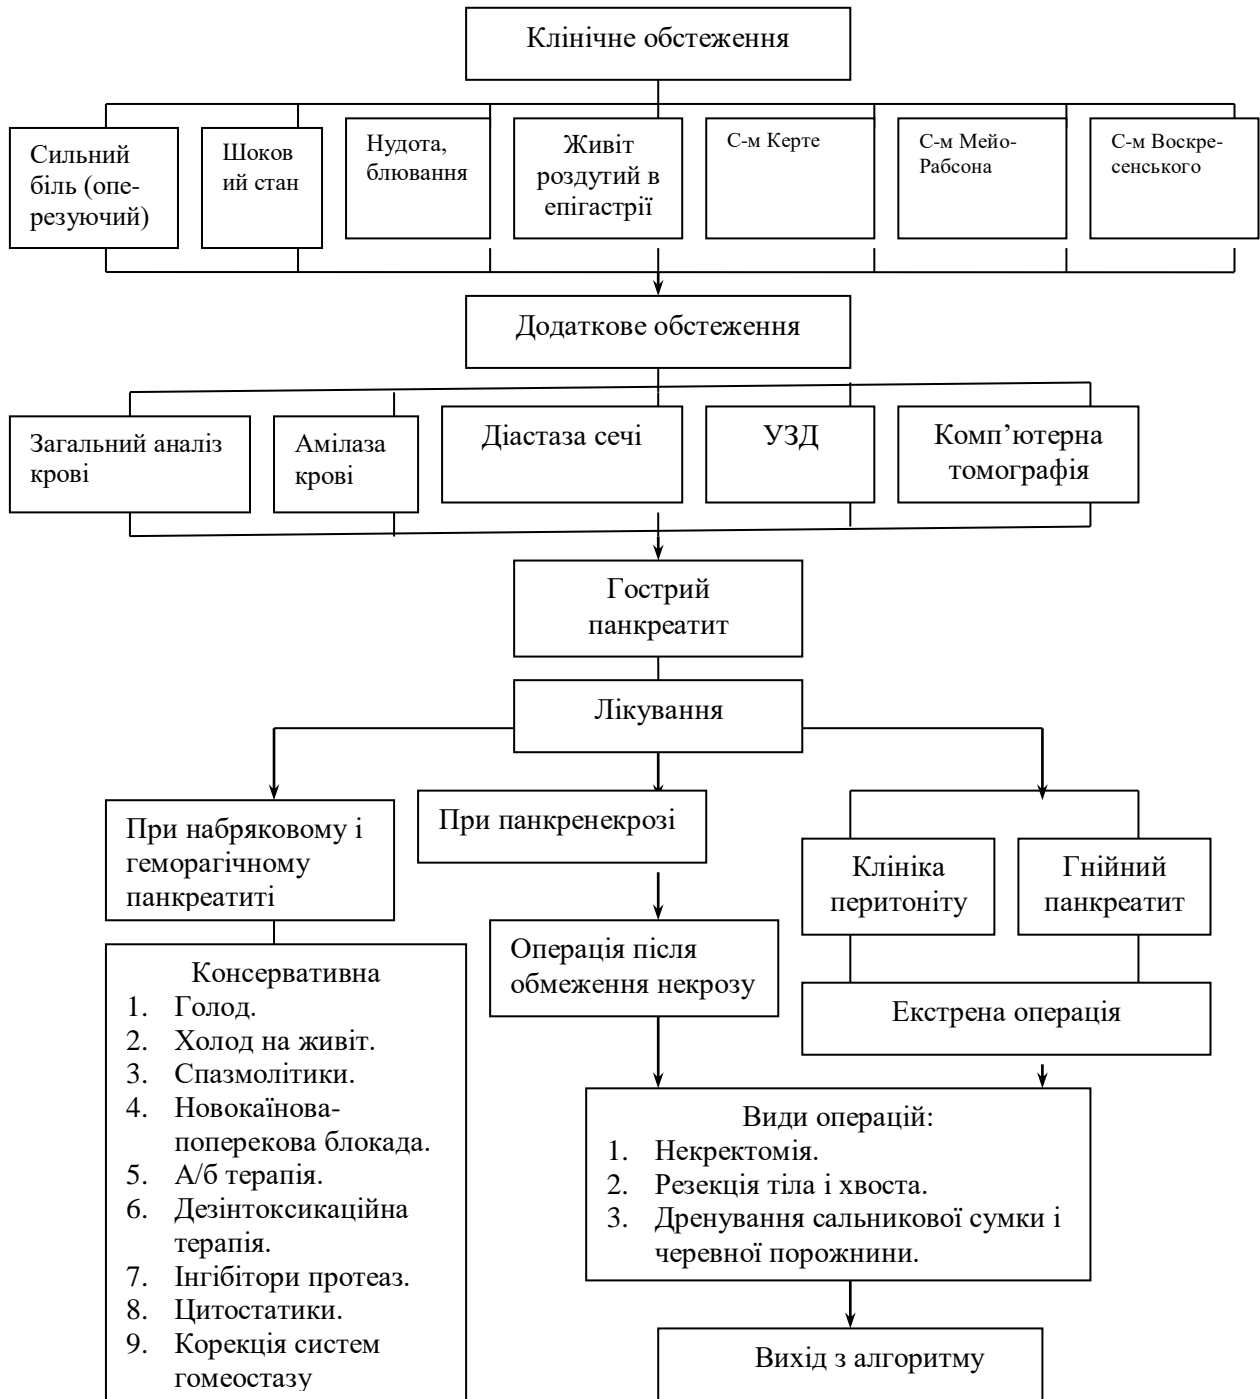 Клінічне обстеження
Сильний
біль (опе-
резуючий)
Шоков
ий стан
Нудота,
блювання
Живіт
роздутий в
епігастрії
С-м Керте
С-м Мейо-
Рабсона
С-м Воскре-
сенського
Додаткове обстеження
Загальний аналіз
крові
Амілаза
крові
Діастаза сечі
УЗД
Комп’ютерна
томографія
Гострий
панкреатит
Лікування
При набряковому і
геморагічному
панкреатиті
При панкренекрозі
Клініка
перитоніту
Гнійний
панкреатит
Операція після
обмеження некрозу
Екстрена операція
Консервативна
1. Голод.
2. Холод на живіт.
3. Спазмолітики.
4. Новокаїнова-
поперекова блокада.
5. А/б терапія.
6. Дезінтоксикаційна
терапія.
7. Інгібітори протеаз.
8. Цитостатики.
9. Корекція систем
гомеостазу
Види операцій:
1. Некректомія.
2. Резекція тіла і хвоста.
3. Дренування сальникової сумки і
черевної порожнини.
Вихід з алгоритму